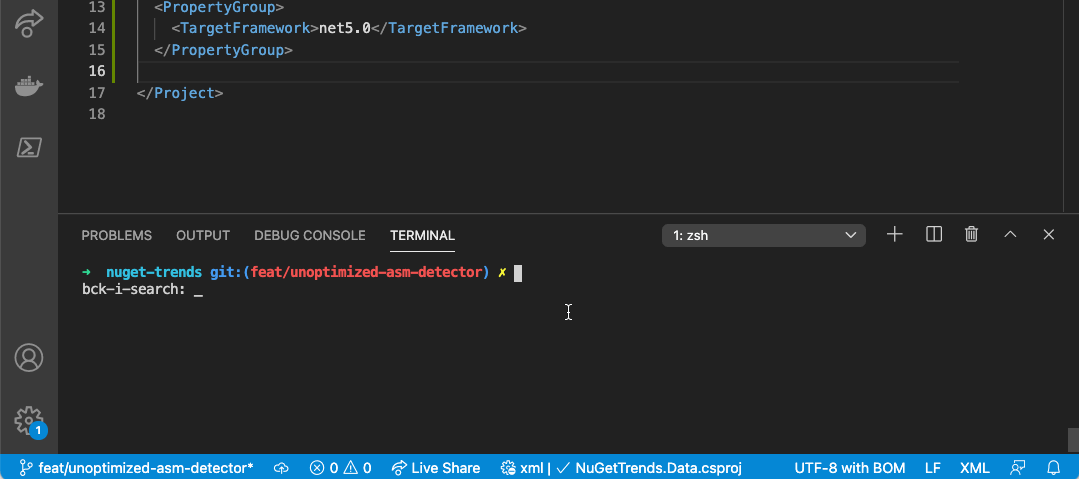 13 <PropertyGroup>
14 <TargetFramework>net5.0</TargetFramework>
15 </PropertyGroup>
16
17 </Project>
18
PROBLEMS OUTPUT DEBUG CONSOLE TERMINAL 1: zsh
➜ nuget-trends git:(feat/unoptimized-asm-detector) ✗
bck-i-search: _
1
feat/unoptimized-asm-detector* 0 0 Live Share xml | ✓ NuGetTrends.Data.csproj UTF-8 with BOM LF XML